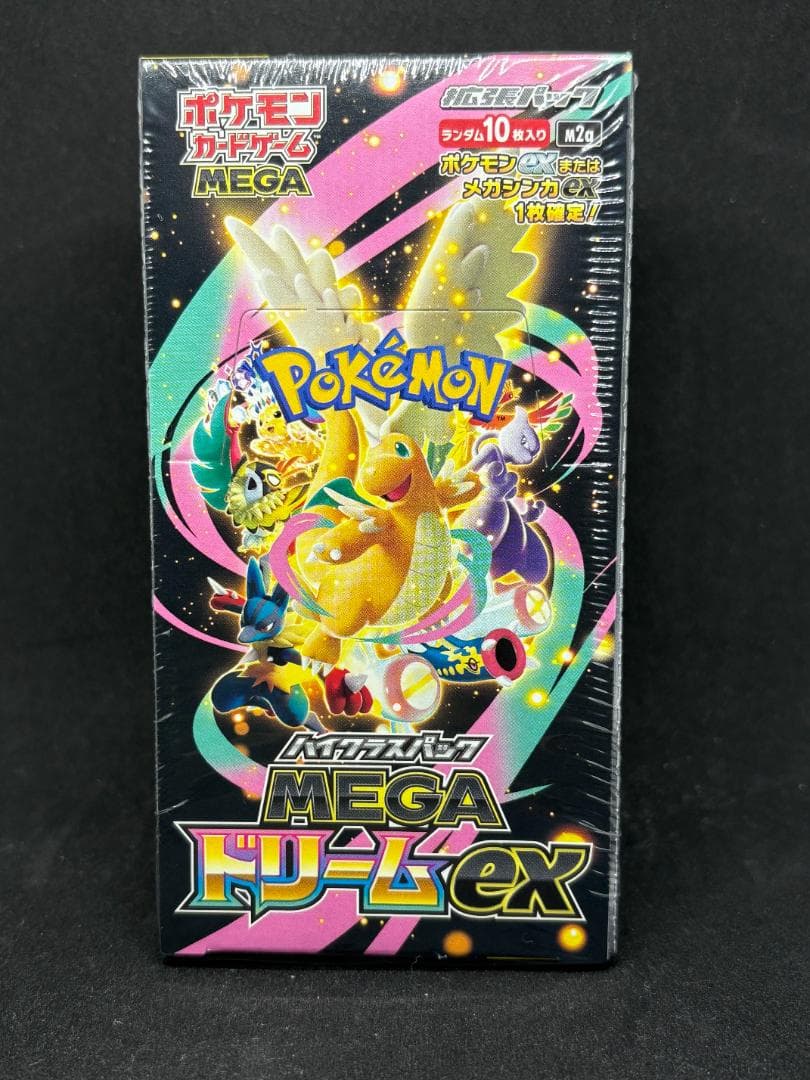 ポケモン
カードゲーム
MEGA
拡張パック
ランダム10枚入り
M2a
ポケモンexまたは
メガシンカex
1枚確定!
POKéMON
TM
ハイクラスパック
MEGA
ドリームex